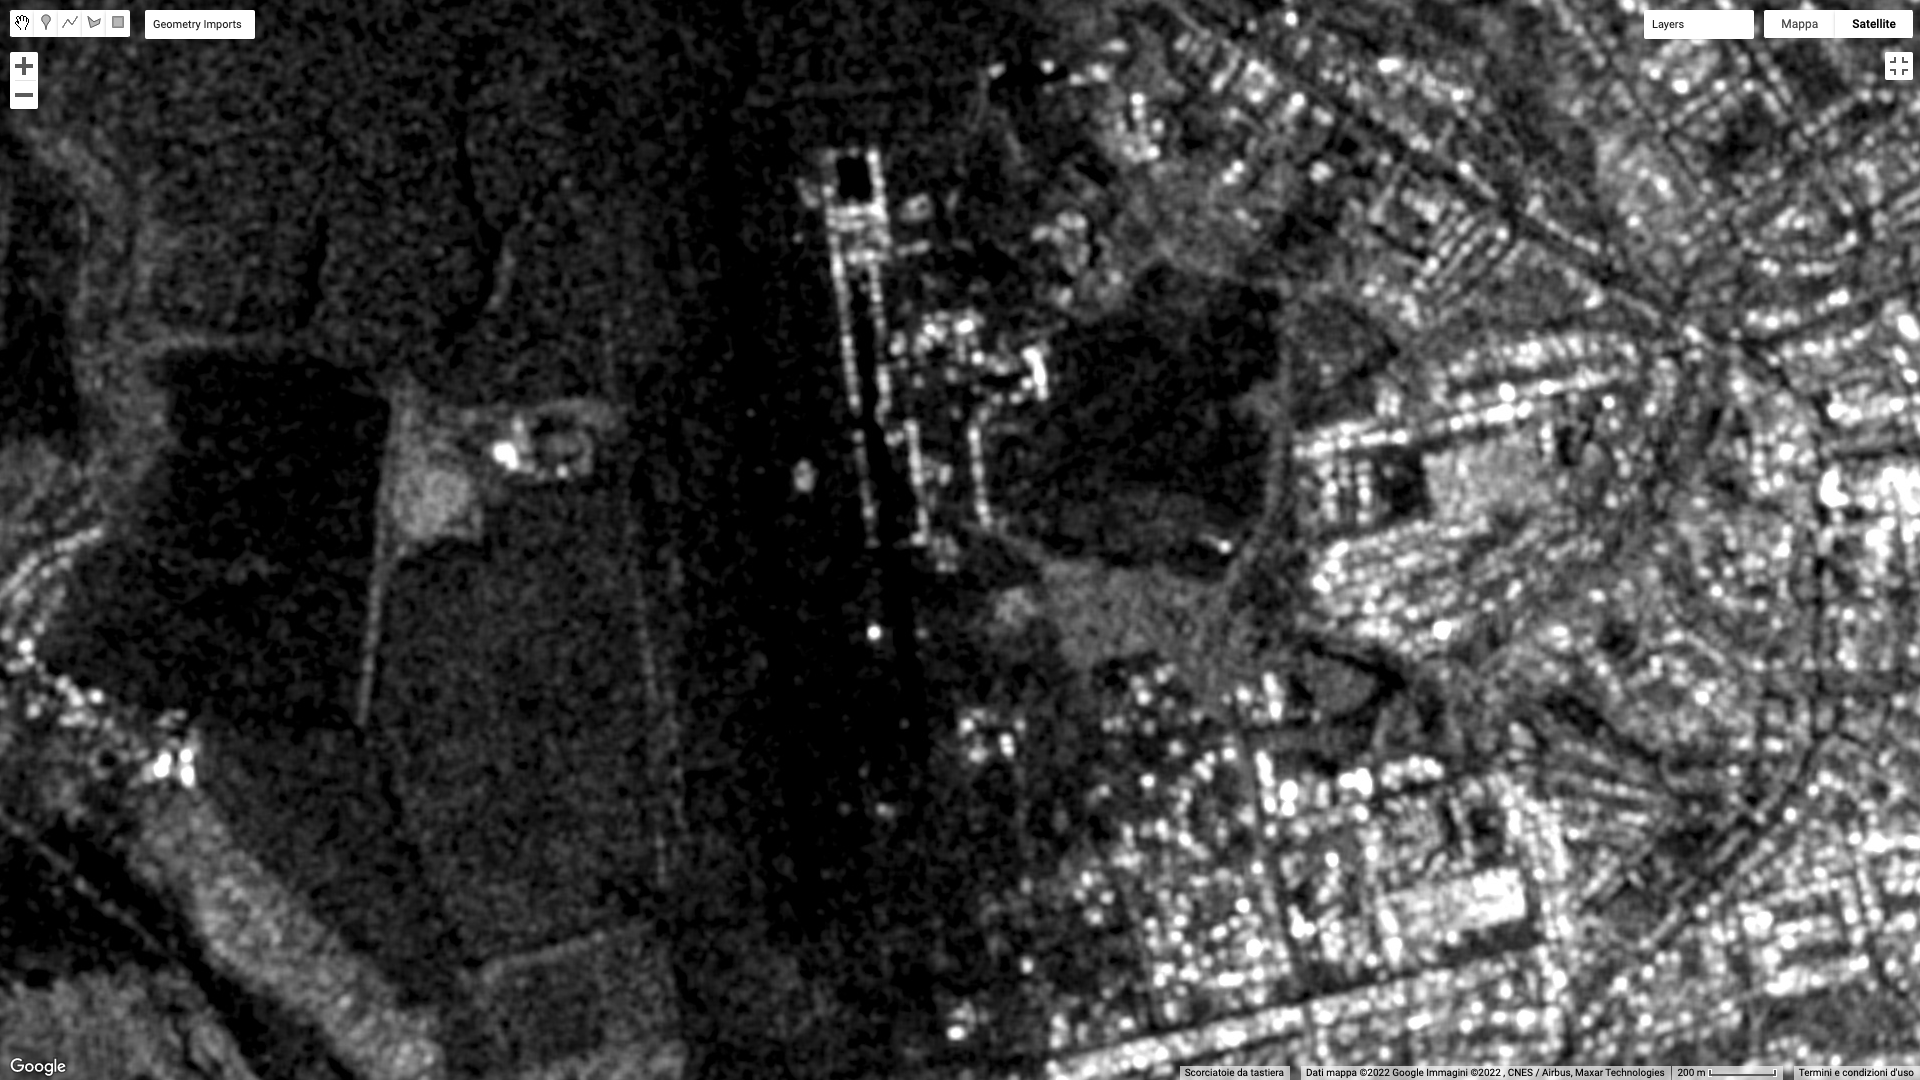 Geometry Imports
Layers
Mappa
Satellite
Google
Scorciatoie da tastiera
Dati mappa ©2022 Google Immagini ©2022 , CNES / Airbus, Maxar Technologies
200 m
Termini e condizioni d'uso